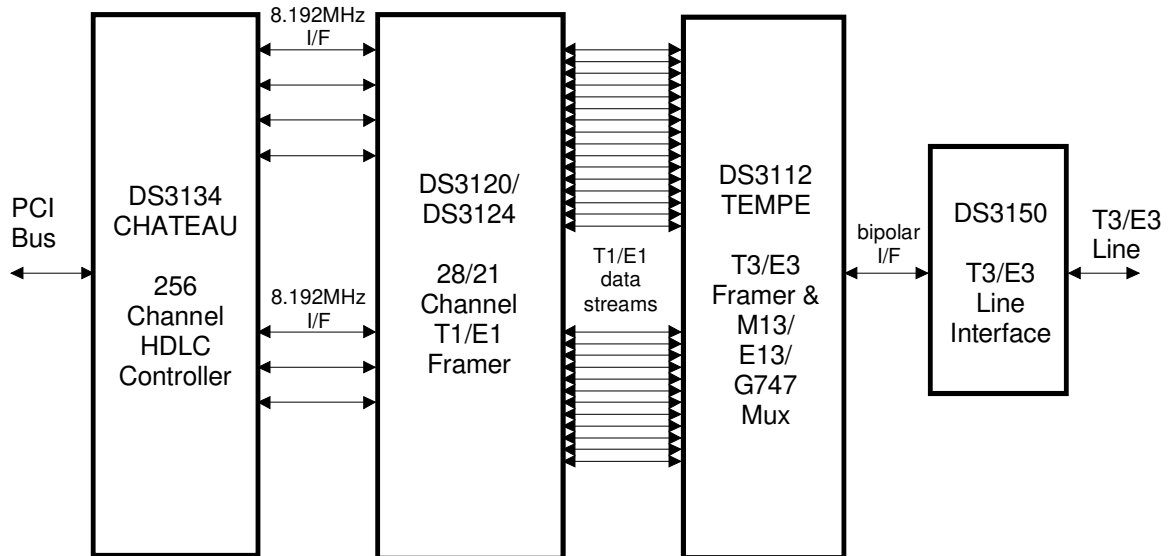 PCI
Bus
DS3134
CHATEAU
256
Channel
HDLC
Controller
8.192MHz
I/F
8.192MHz
I/F
DS3120/
DS3124
28/21
Channel
T1/E1
Framer
T1/E1
data
streams
DS3112
TEMPE
T3/E3
Framer &
M13/
E13/
G747
Mux
bipolar
I/F
DS3150
T3/E3
Line
Interface
T3/E3
Line